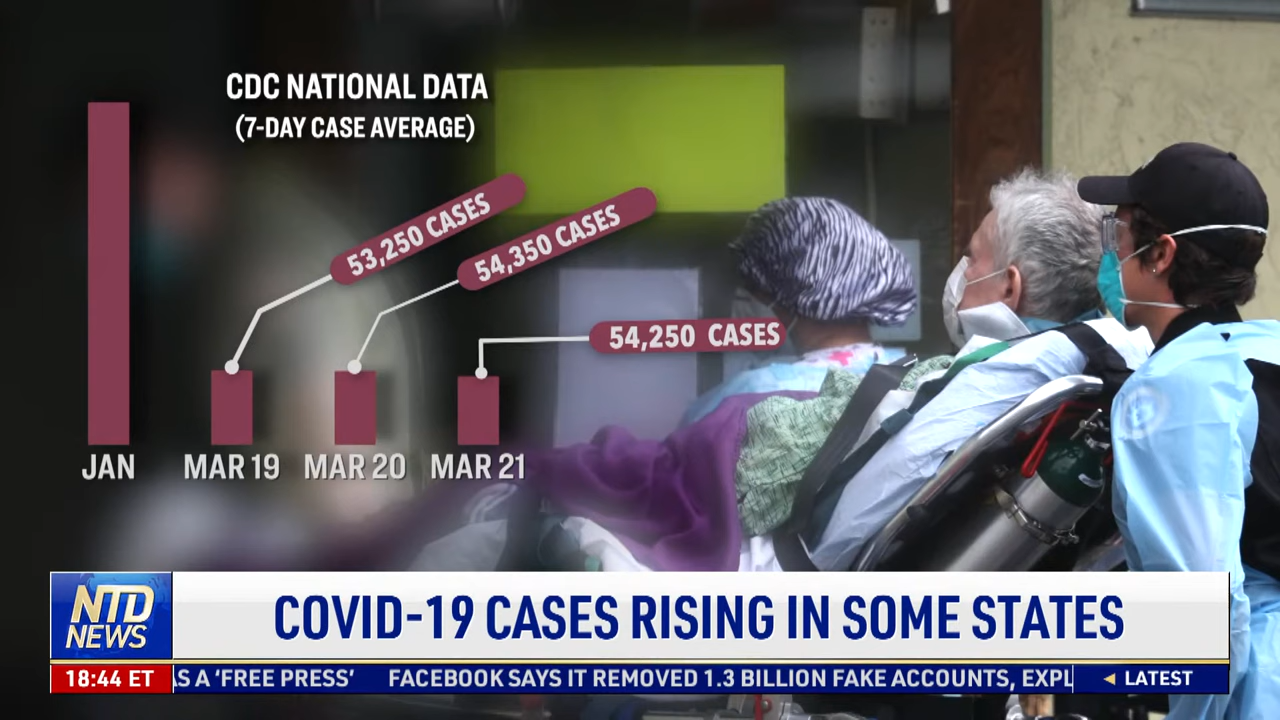 CDC NATIONAL DATA
(7-DAY CASE AVERAGE)
53,250 CASES
54,350 CASES
54,250 CASES
JAN MAR 19 MAR 20 MAR 21
NTD
NEWS
COVID-19 CASES RISING IN SOME STATES
18:44 ET
S A 'FREE PRESS' FACEBOOK SAYS IT REMOVED 1.3 BILLION FAKE ACCOUNTS, EXPL
◄ LATEST